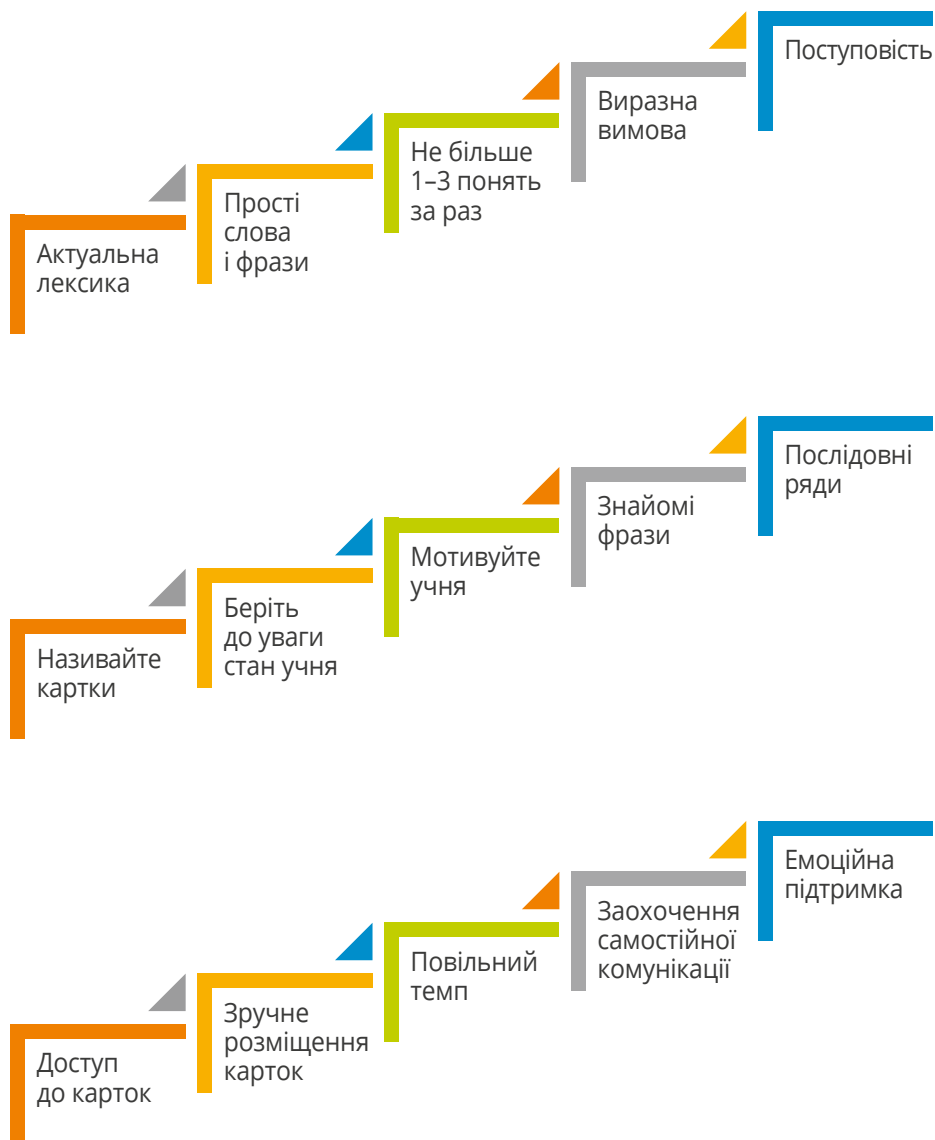 Актуальна
лексика
Прості
слова
і фрази
Не більше
1–3 понять
за раз
Виразна
вимова
Поступовість
Називайте
картки
Беріть
до уваги
стан учня
Мотивуйте
учня
Знайомі
фрази
Послідовні
ряди
Доступ
до карток
Зручне
розміщення
карток
Повільний
темп
Заохочення
самостійної
комунікації
Емоційна
підтримка